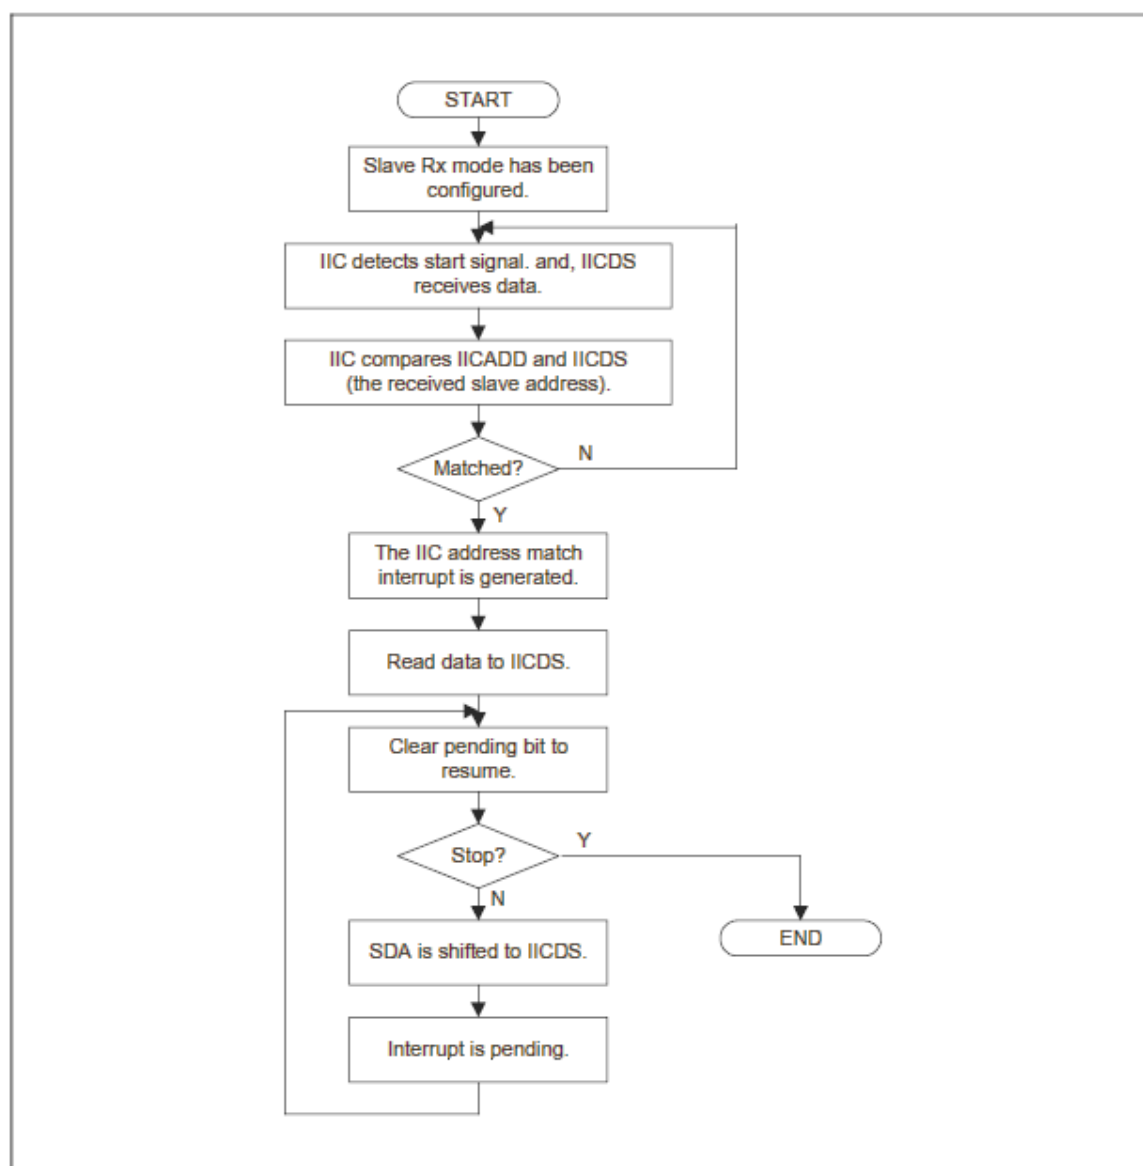 START
Slave Rx mode has been
configured.
IIC detects start signal. and, IICDS
receives data.
IIC compares IICADD and IICDS
(the received slave address).
Matched?
N
Y
The IIC address match
interrupt is generated.
Read data to IICDS.
Clear pending bit to
resume.
Stop?
Y
N
SDA is shifted to IICDS.
END
Interrupt is pending.